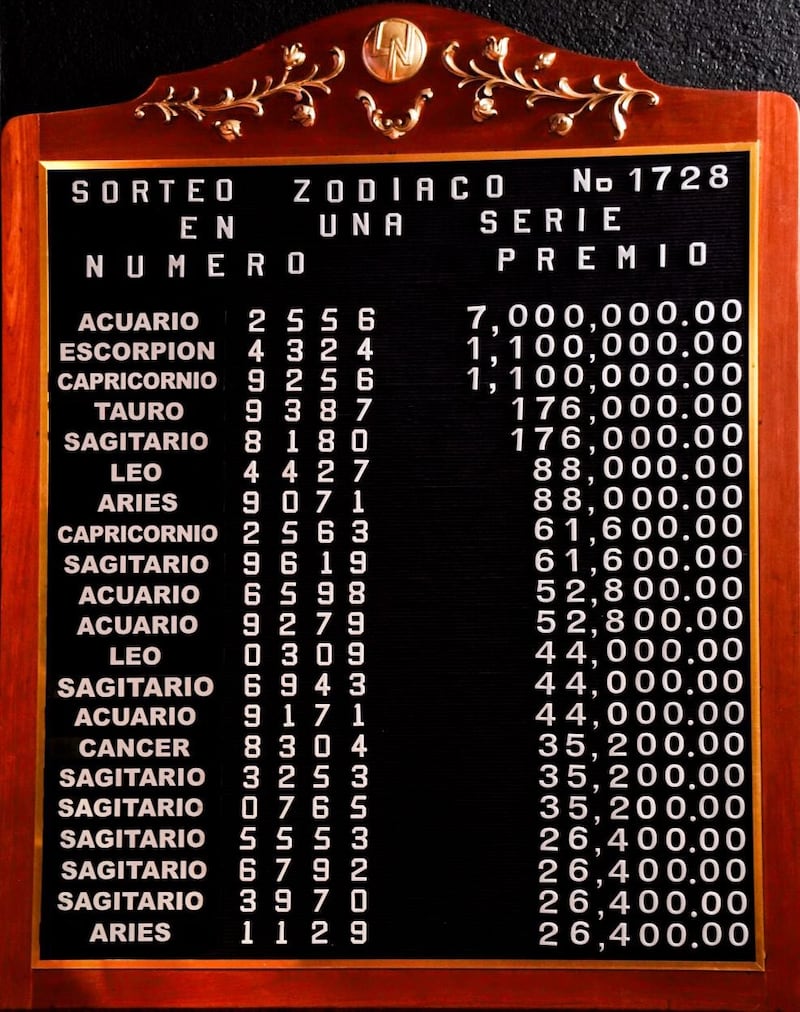 LN
SORTEO ZODIACO No 1728
EN UNA SERIE
NUMERO PREMIO
ACUARIO 2556 7,000,000.00
ESCORPION 4324 1,100,000.00
CAPRICORNIO 9256 1,100,000.00
TAURO 9387 176,000.00
SAGITARIO 8180 176,000.00
LEO 4427 88,000.00
ARIES 9071 88,000.00
CAPRICORNIO 2563 61,600.00
SAGITARIO 9619 61,600.00
ACUARIO 6598 52,800.00
ACUARIO 9279 52,800.00
LEO 0309 44,000.00
SAGITARIO 6943 44,000.00
ACUARIO 9171 44,000.00
CANCER 8304 35,200.00
SAGITARIO 3253 35,200.00
SAGITARIO 0765 35,200.00
SAGITARIO 5553 26,400.00
SAGITARIO 6792 26,400.00
SAGITARIO 3970 26,400.00
ARIES 1129 26,400.00